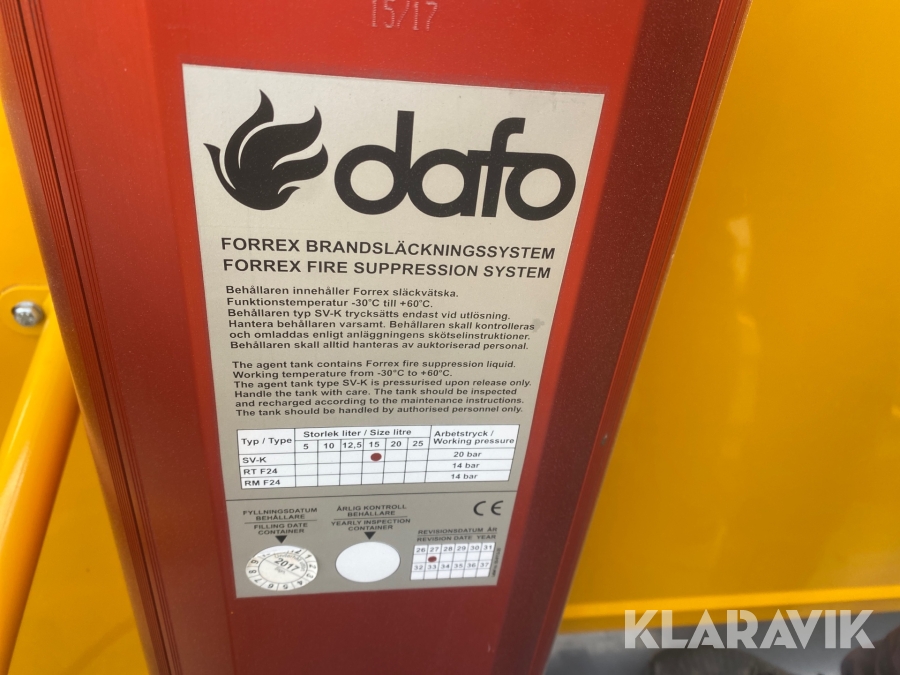 15/17
dafo
FORREX BRANDSLÄCKNINGSSYSTEM
FORREX FIRE SUPPRESSION SYSTEM
Behållaren innehåller Forrex släckvätska.
Funktionstemperatur -30°C till +60°C.
Behållaren typ SV-K trycksätts endast vid utlösning.
Hantera behållaren varsamt. Behållaren skall kontrolleras
och omladdas enligt anläggningens skötselinstruktioner.
Behållaren skall alltid hanteras av auktoriserad personal.
The agent tank contains Forrex fire suppression liquid.
Working temperature from -30°C to +60°C.
The agent tank type SV-K is pressurised upon release only.
Handle the tank with care. The tank should be inspected
and recharged according to the maintenance instructions.
The tank should be handled by authorised personnel only.
Typ / Type Storlek liter / Size litre Arbetstryck / Working pressure
5 10 12,5 15 20 25
SV-K 20 bar
RT F24 14 bar
RM F24 14 bar
FYLLNINGSDATUM
BEHÅLLARE
FILLING DATE
CONTAINER
2017
ÅRLIG KONTROLL
BEHÅLLARE
YEARLY INSPECTION
CONTAINER
CE
REVISIONSDATUM ÅR
REVISION DATE YEAR
26 27 28 29 30 31
32 33 34 35 36 37
KLARAVIK